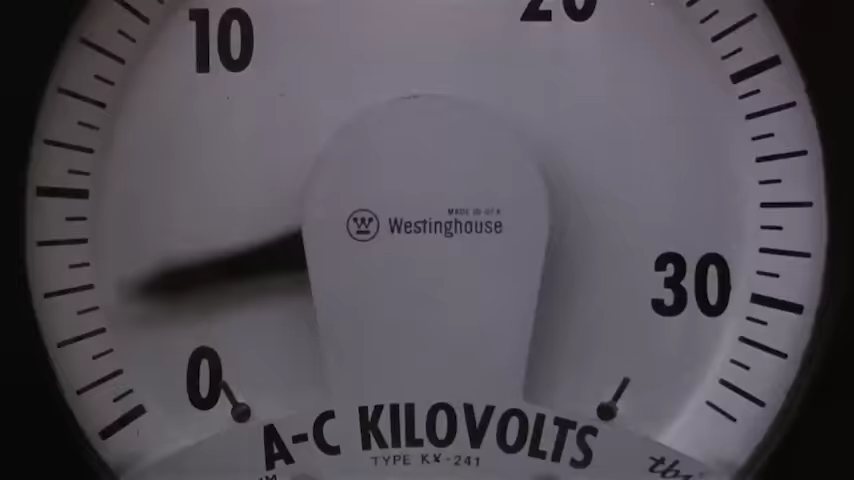 10
20
MADE IN U.S.A.
Westinghouse
30
0
A-C KILOVOLTS
TYPE KX-241